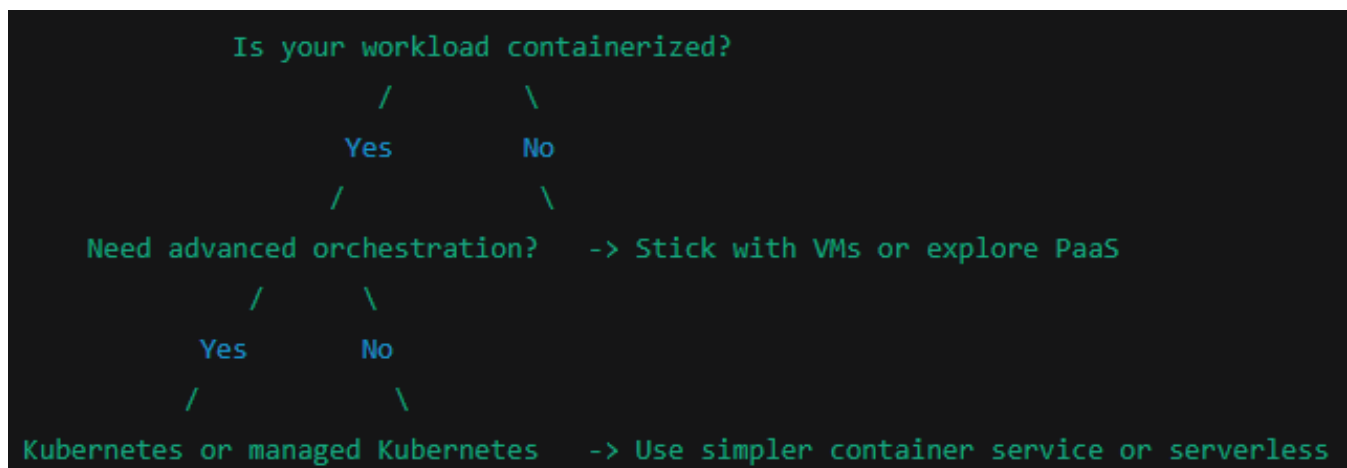 Is your workload containerized?
/ \
Yes No
/ \
Need advanced orchestration? -> Stick with VMs or explore PaaS
/ \
Yes No
/ \
Kubernetes or managed Kubernetes -> Use simpler container service or serverless